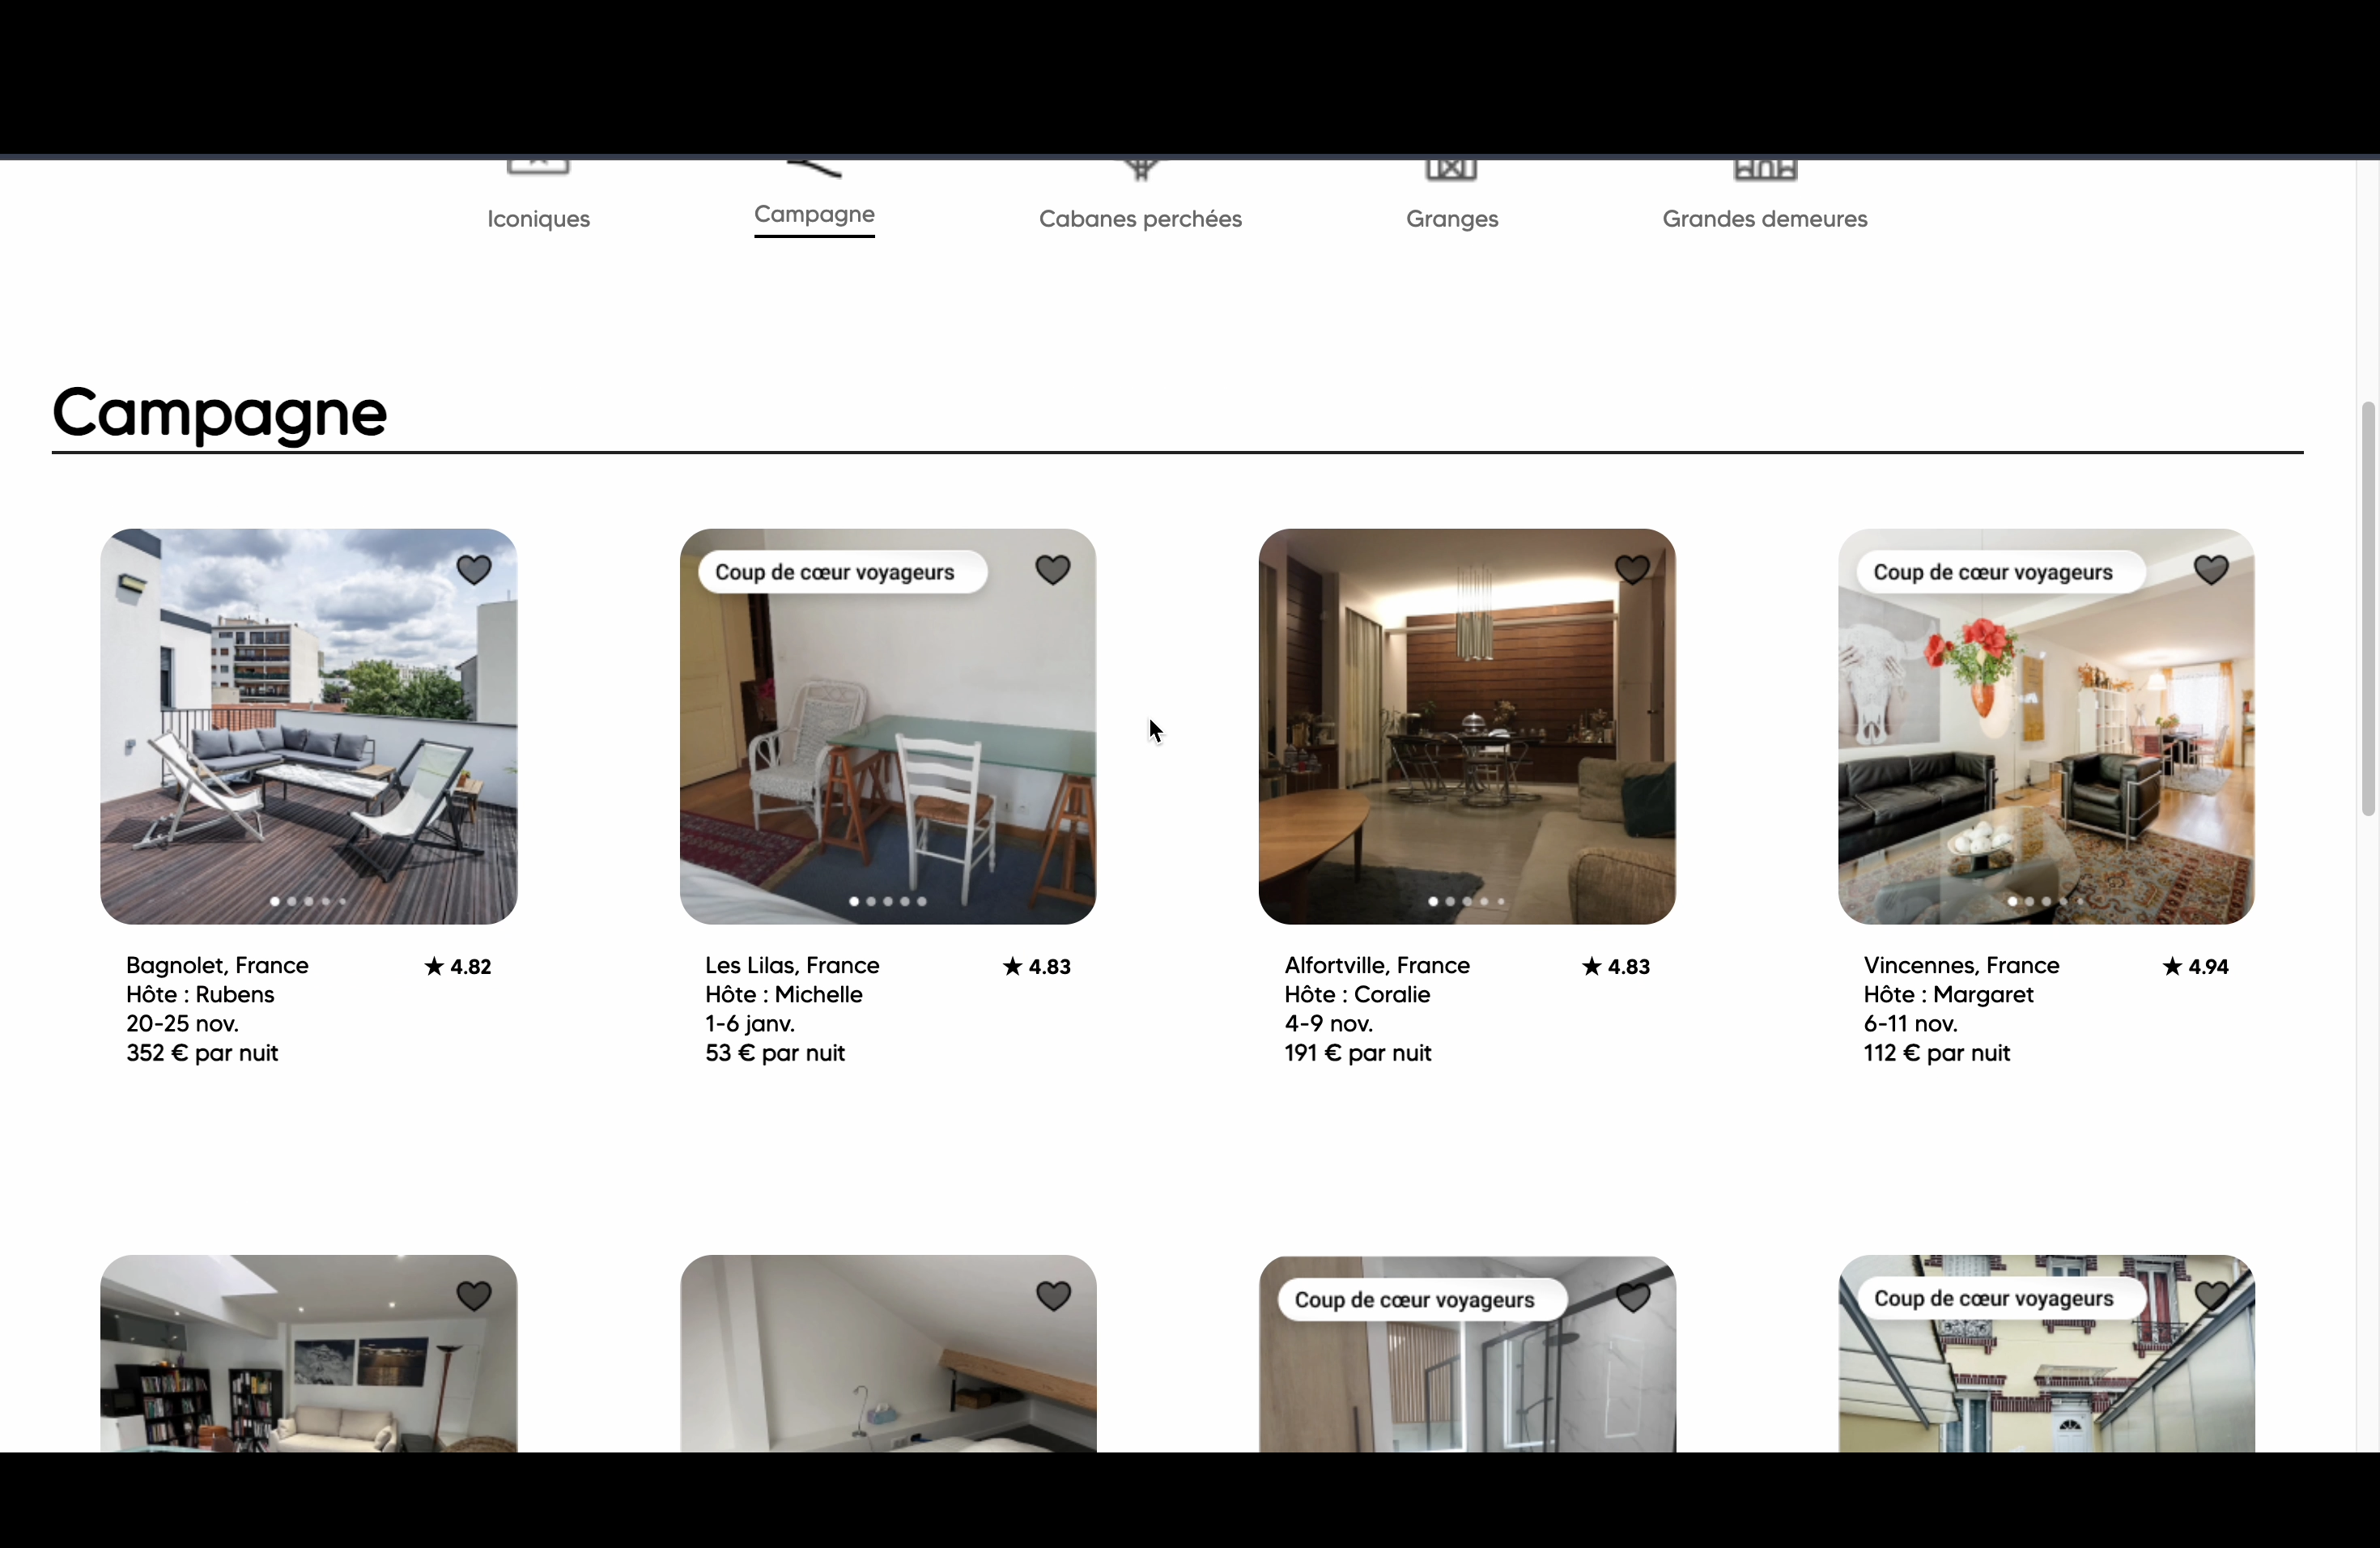 Iconiques
Campagne
Cabanes perchées
Granges
Grandes demeures
Campagne
Coup de cœur voyageurs
Coup de cœur voyageurs
Bagnolet, France
★ 4.82
Hôte : Rubens
20-25 nov.
352 € par nuit
Les Lilas, France
★ 4.83
Hôte : Michelle
1-6 janv.
53 € par nuit
Alfortville, France
★ 4.83
Hôte : Coralie
4-9 nov.
191 € par nuit
Vincennes, France
★ 4.94
Hôte : Margaret
6-11 nov.
112 € par nuit
Coup de cœur voyageurs
Coup de cœur voyageurs